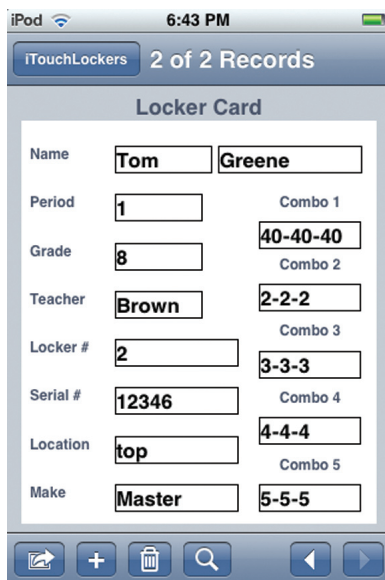 iPod 6:43 PM
iTouchLockers 2 of 2 Records
Locker Card
Name Tom Greene
Period 1 Combo 1
40-40-40
Grade 8 Combo 2
Teacher Brown 2-2-2
Combo 3
Locker # 2 3-3-3
Serial # 12346 Combo 4
4-4-4
Location top Combo 5
Make Master 5-5-5